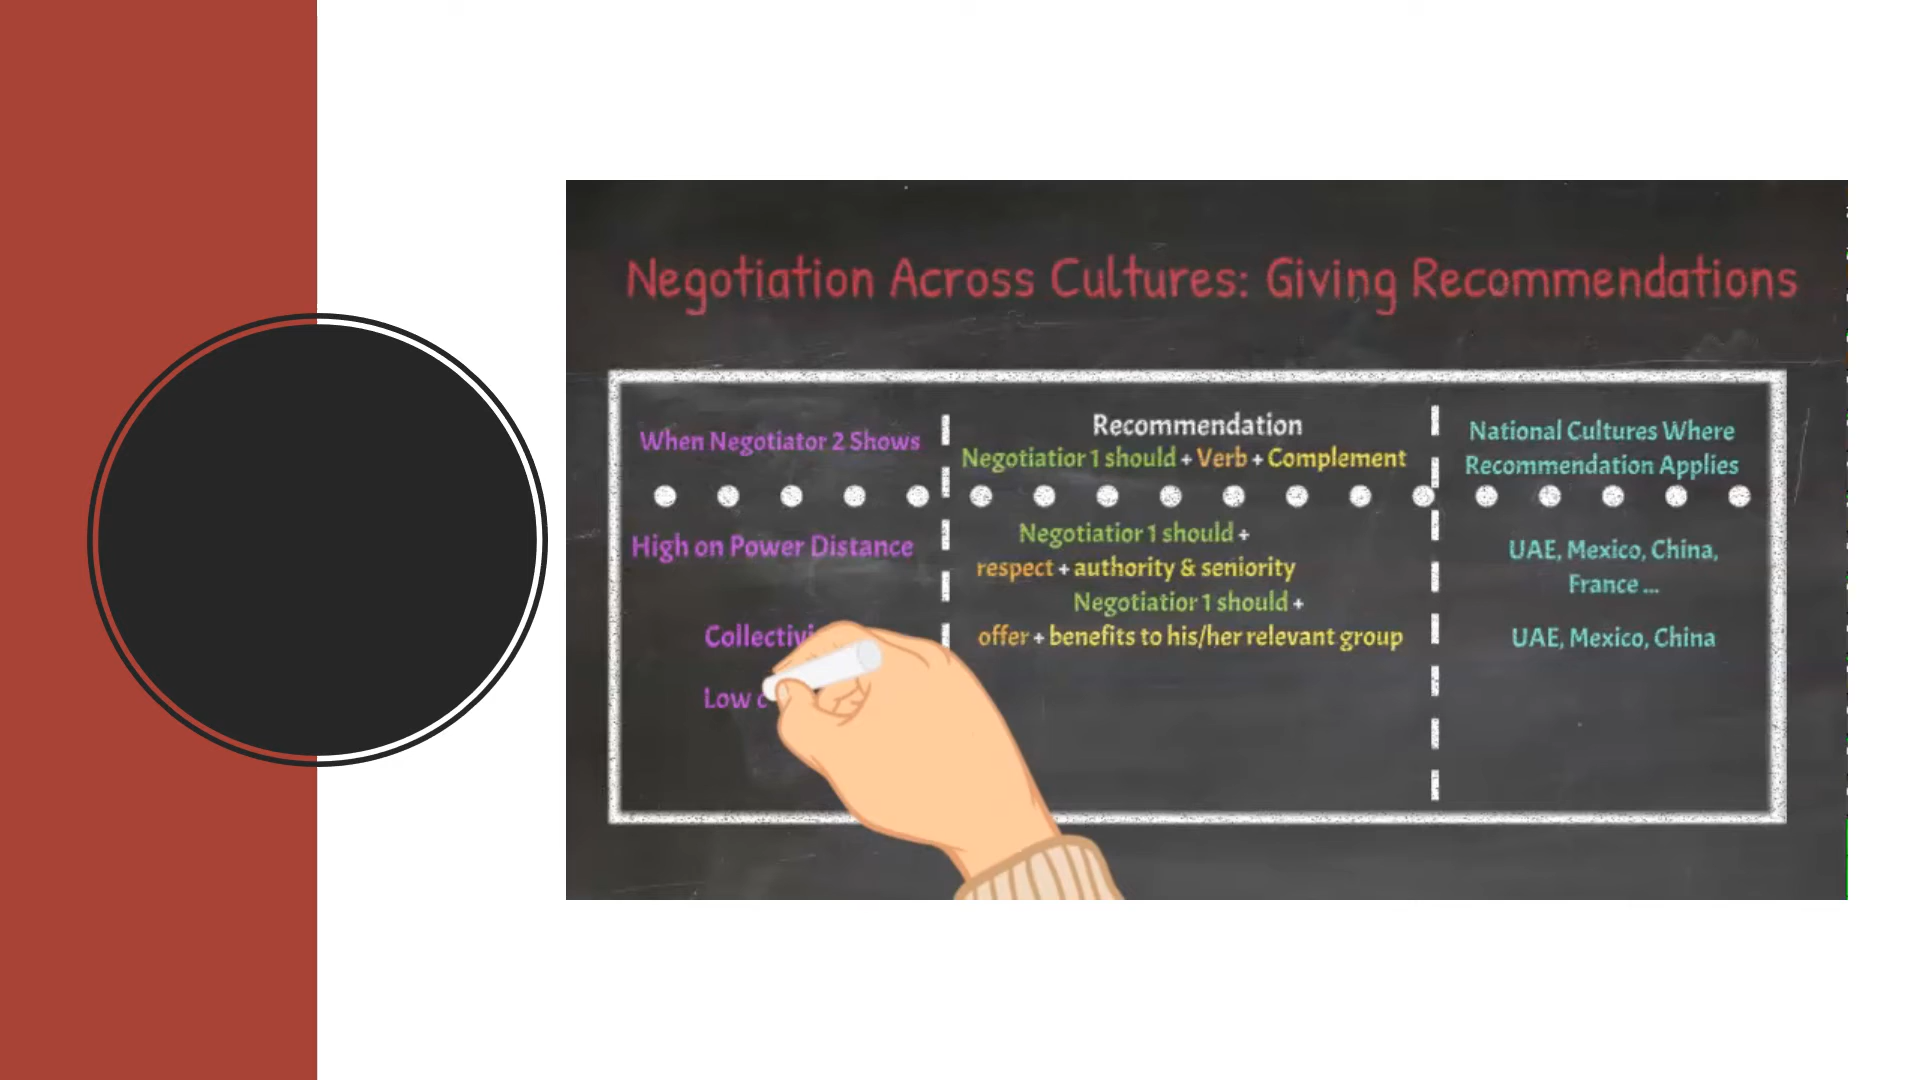 Negotiation Across Cultures: Giving Recommendations
When Negotiator 2 Shows
Recommendation
Negotiatior 1 should + Verb + Complement
National Cultures Where
Recommendation Applies
High on Power Distance
Negotiatior 1 should +
respect + authority & seniority
UAE, Mexico, China,
France ...
Negotiatior 1 should +
offer + benefits to his/her relevant group
UAE, Mexico, China
Low